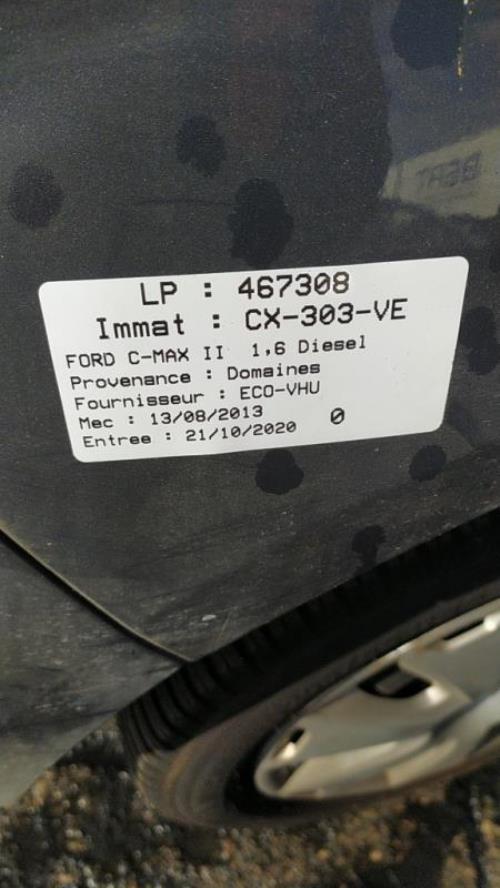 LP : 467308
Immat : CX-303-VE
FORD C-MAX II 1,6 Diesel
Provenance : Domaines
Fournisseur : ECO-VHU
Mec : 13/08/2013
Entree : 21/10/2020 0